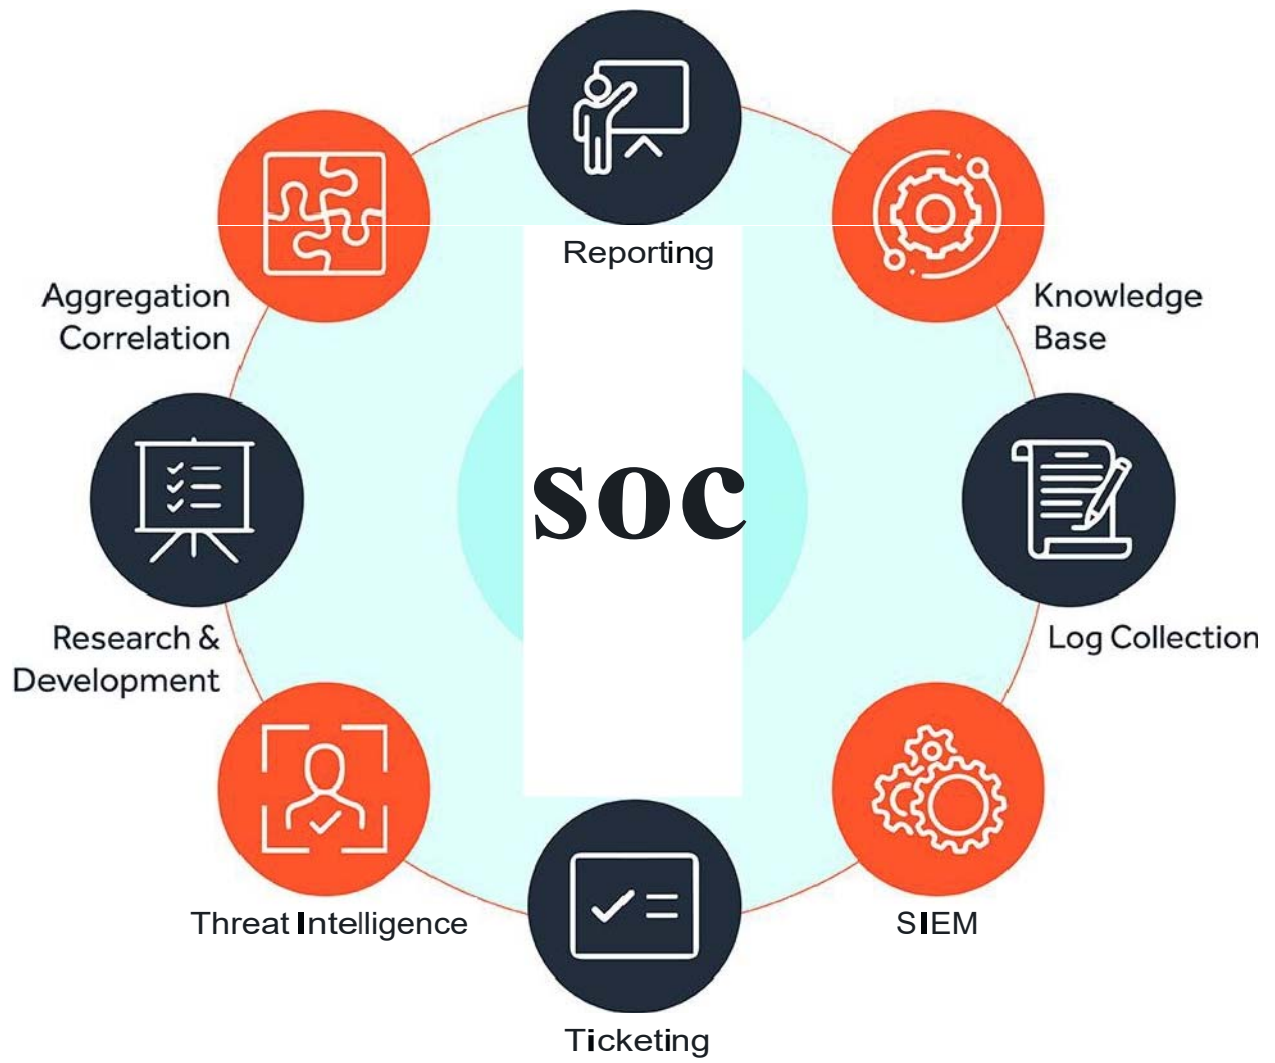 Reporting
Aggregation
Correlation
Knowledge
Base
soc
Research &
Development
Log Collection
Threat Intelligence
SIEM
Ticketing